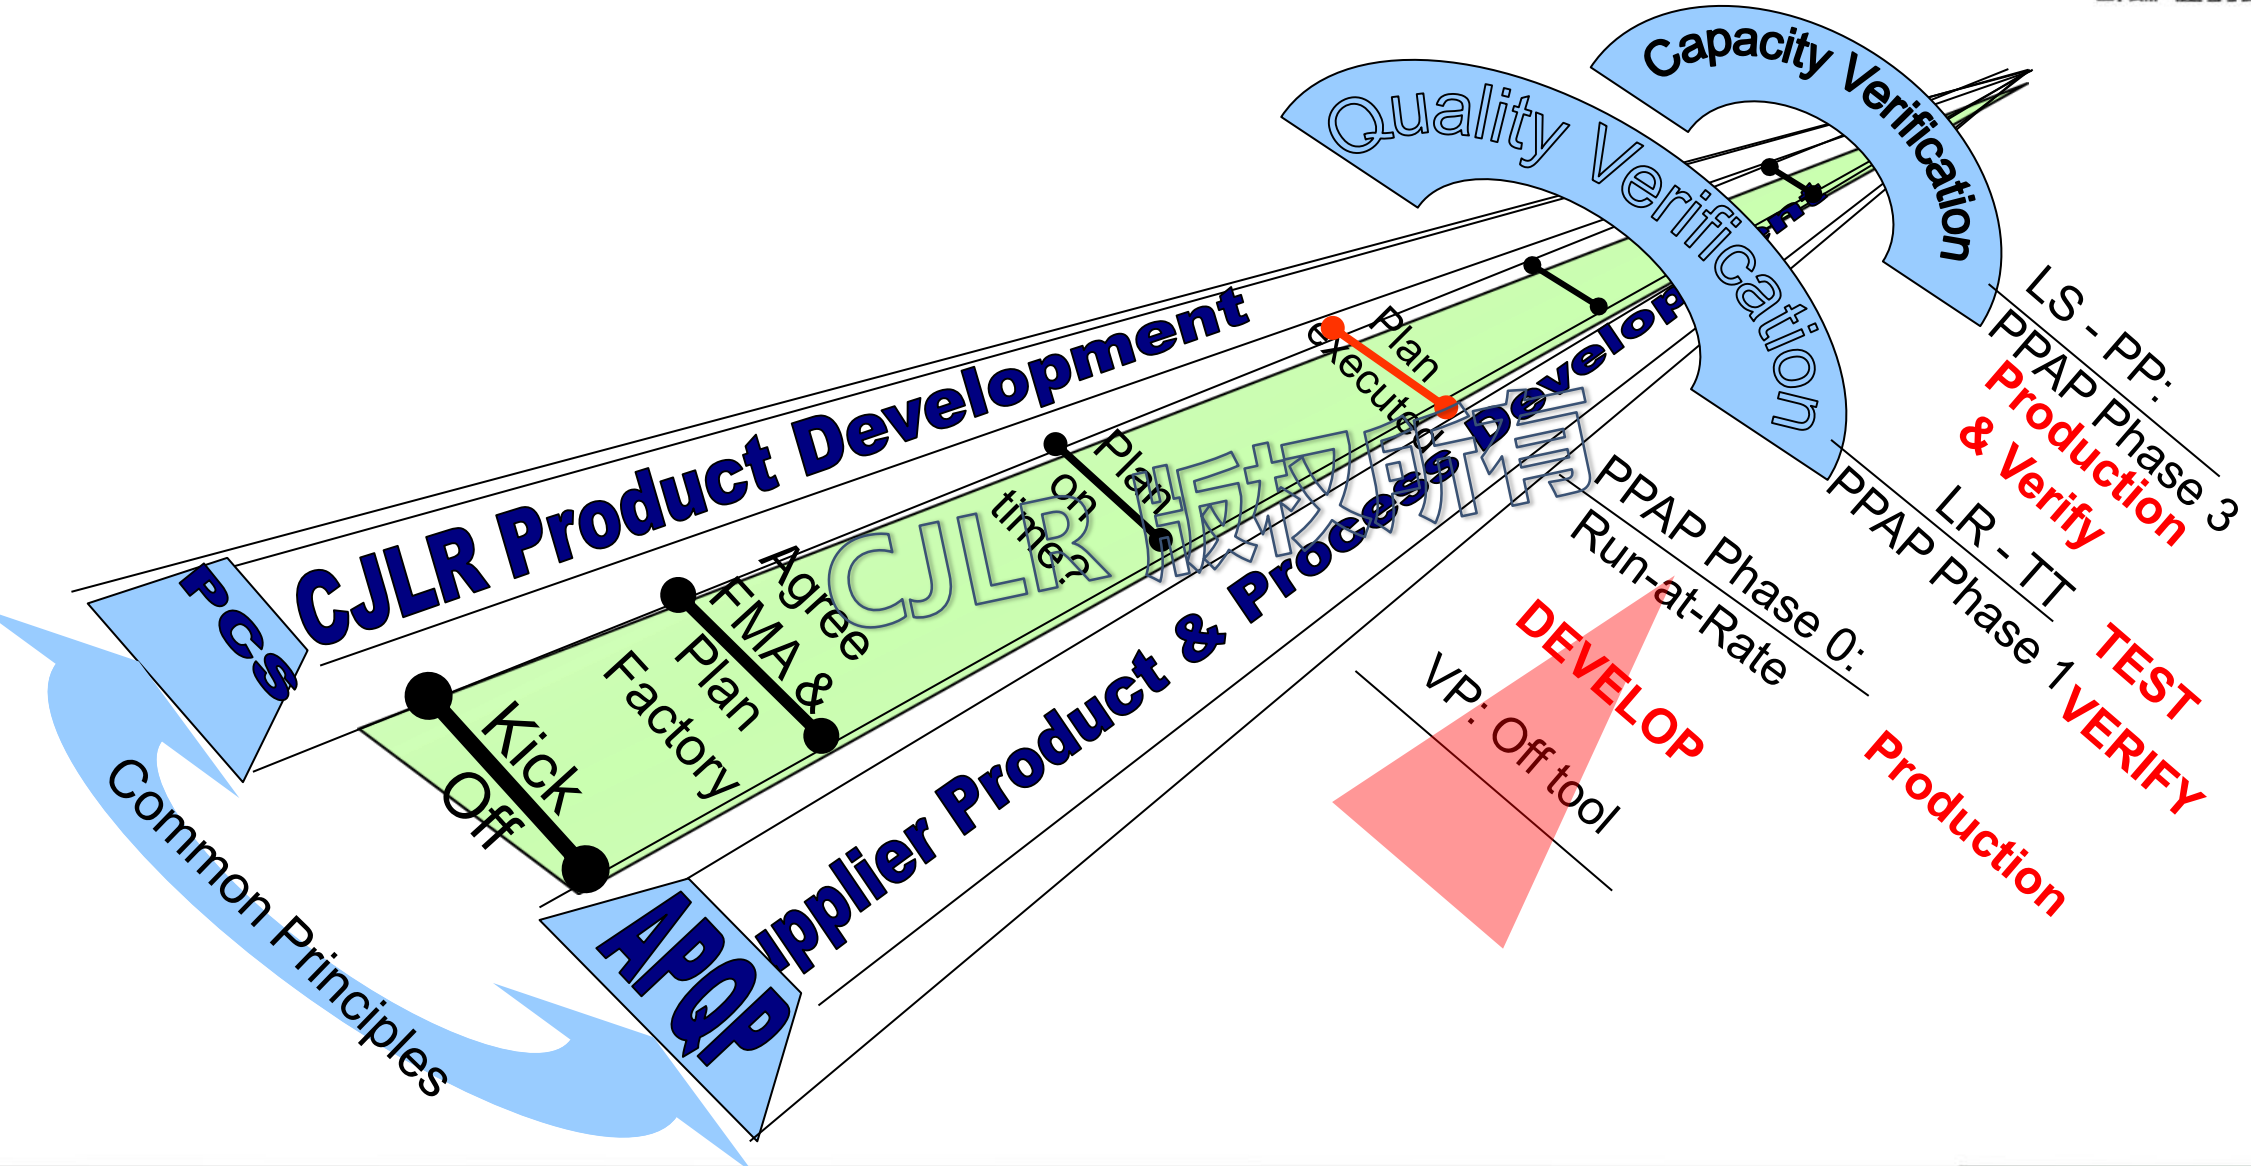 Capacity Verification
Quality Verification
CJLR Product Development
PCS
Common Principles
APQP
upplier Product & Process Develop
Kick
Off
Agree
FMA &
Plan
Factory
Plan
on
time?
Plan
executed
CJLR 版权所有
LS - PP:
PPAP Phase 3
Production
& Verify
LR - TT
PPAP Phase 1
TEST
VERIFY
PPAP Phase 0:
Run-at-Rate
DEVELOP
Production
VP: Off tool